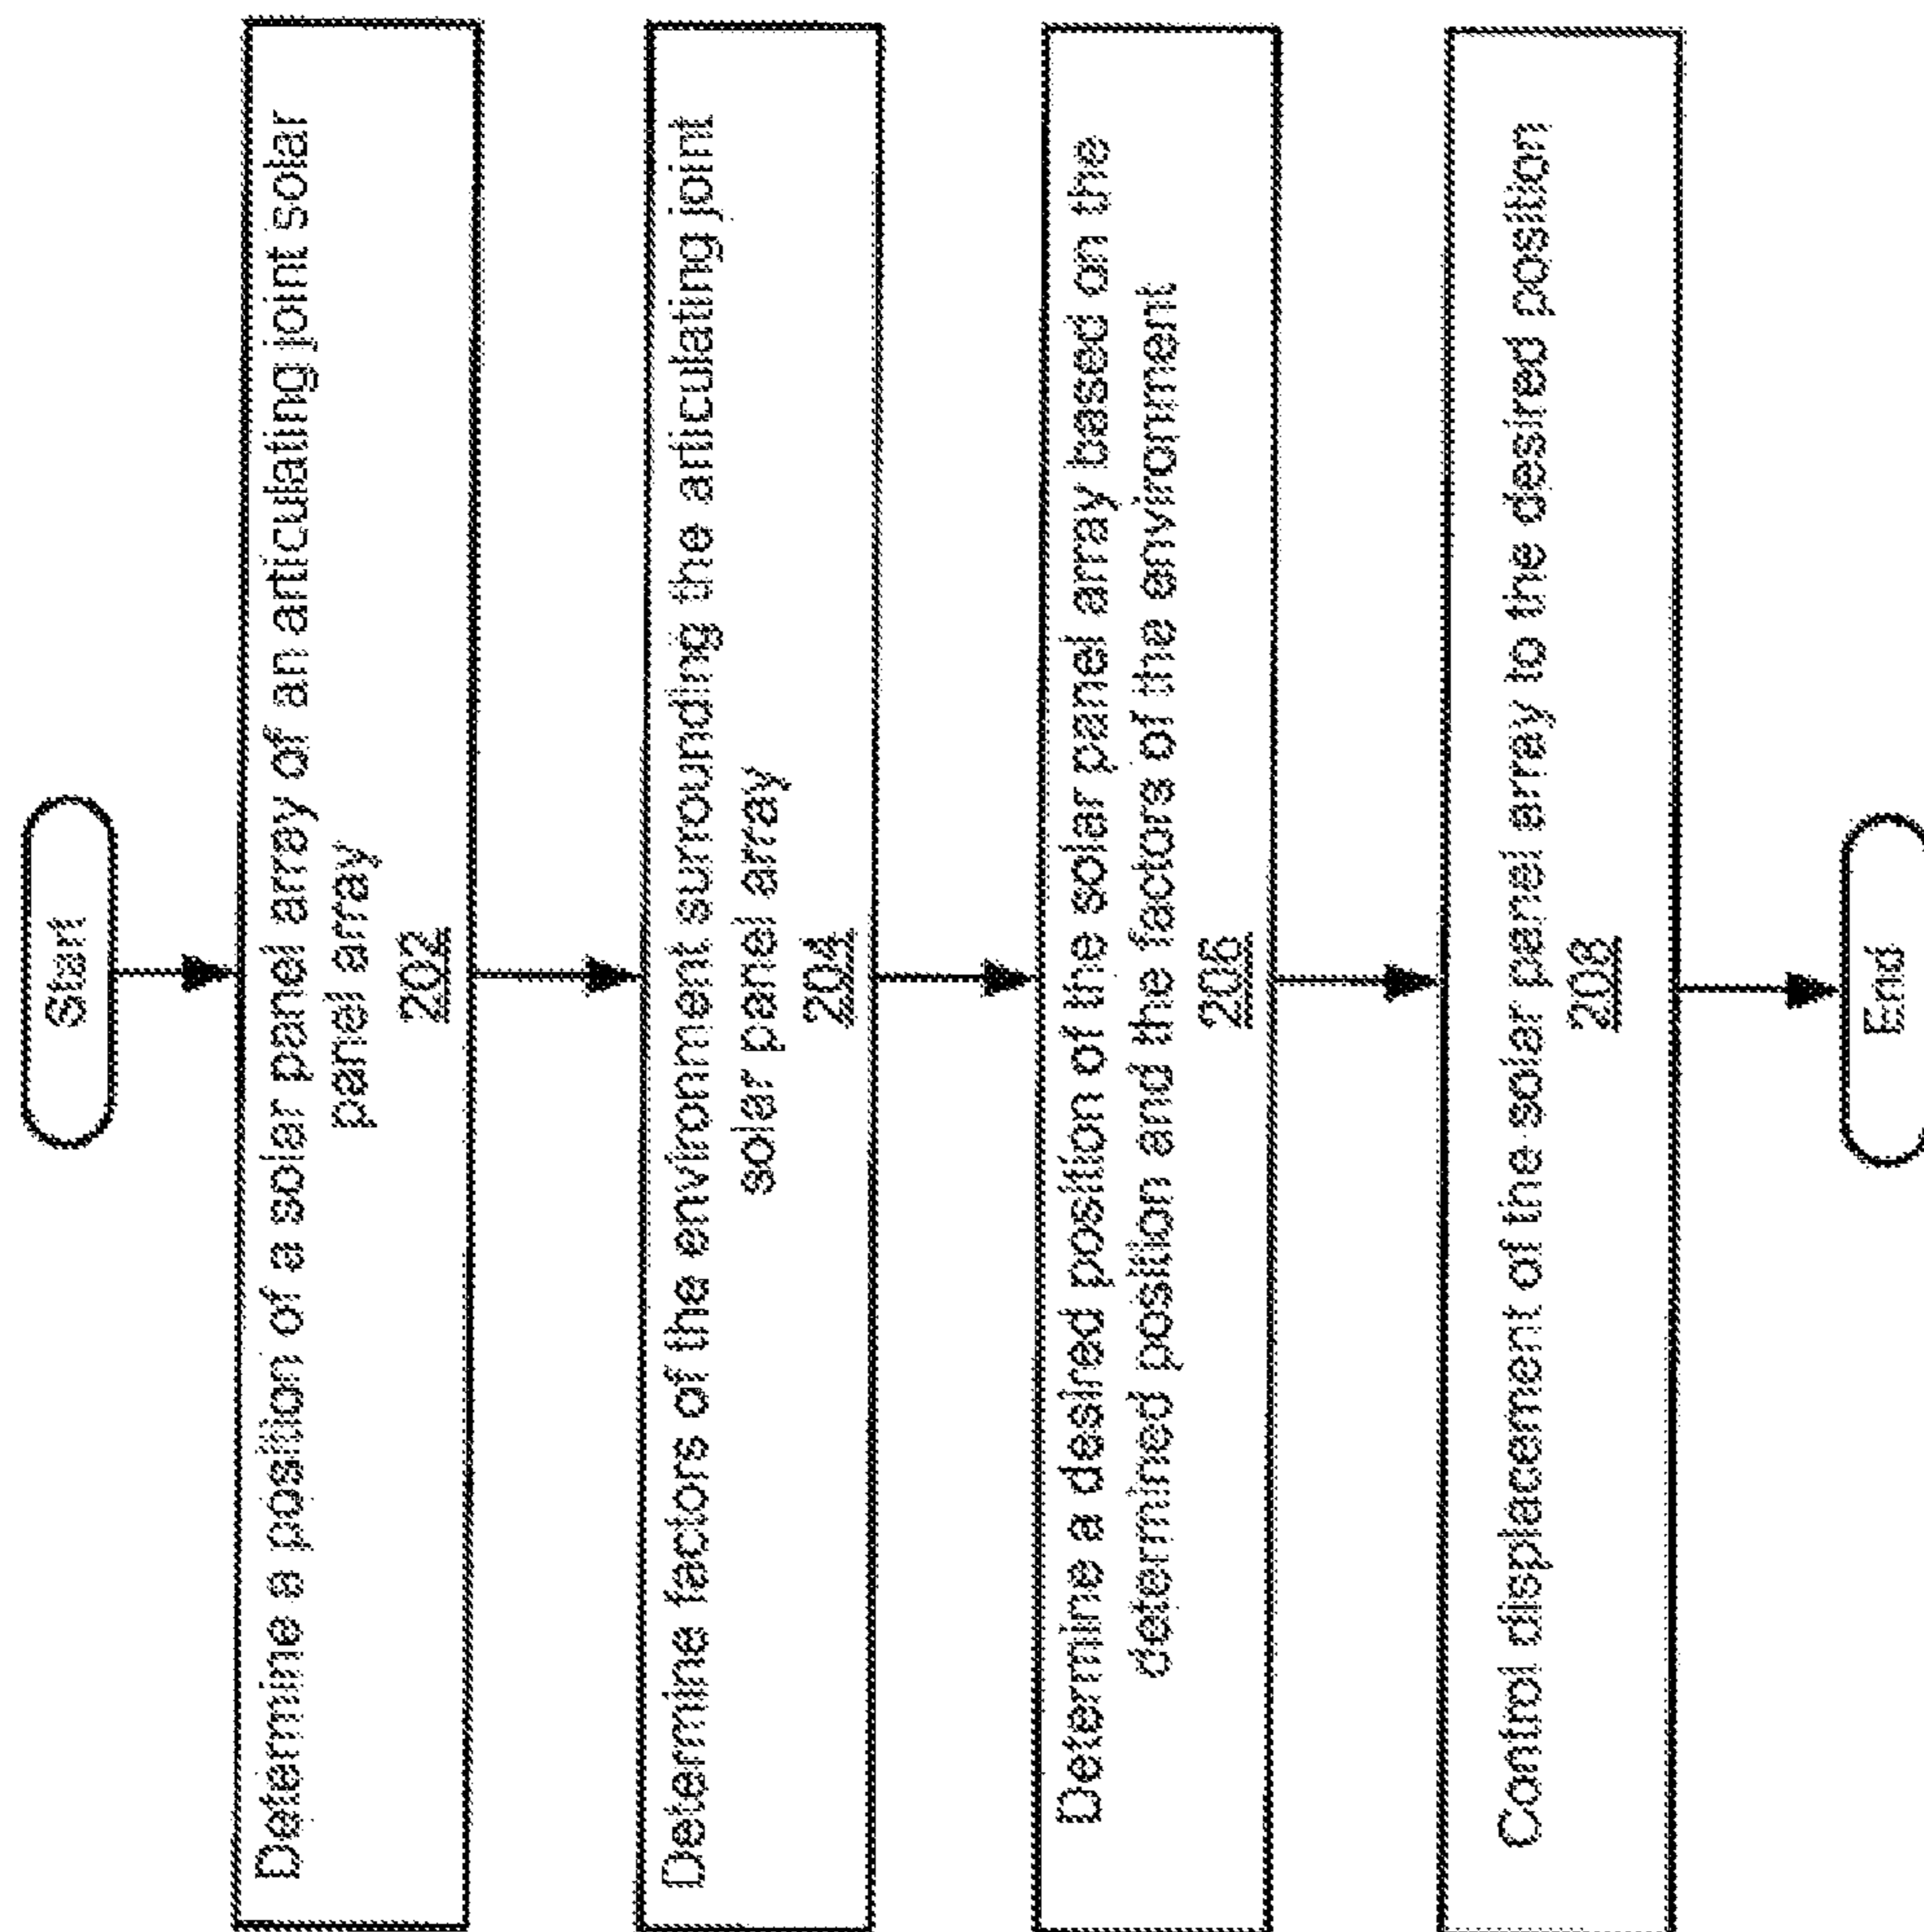 Start
Determine a position of a solar panel array of an articulating joint solar
panel array
202
Determine factors of the environment surrounding the articulating joint
solar panel array
204
Determine a desired position of the solar panel array based on the
determined position and the factors of the environment
206
Control displacement of the solar panel array to the desired position
208
End